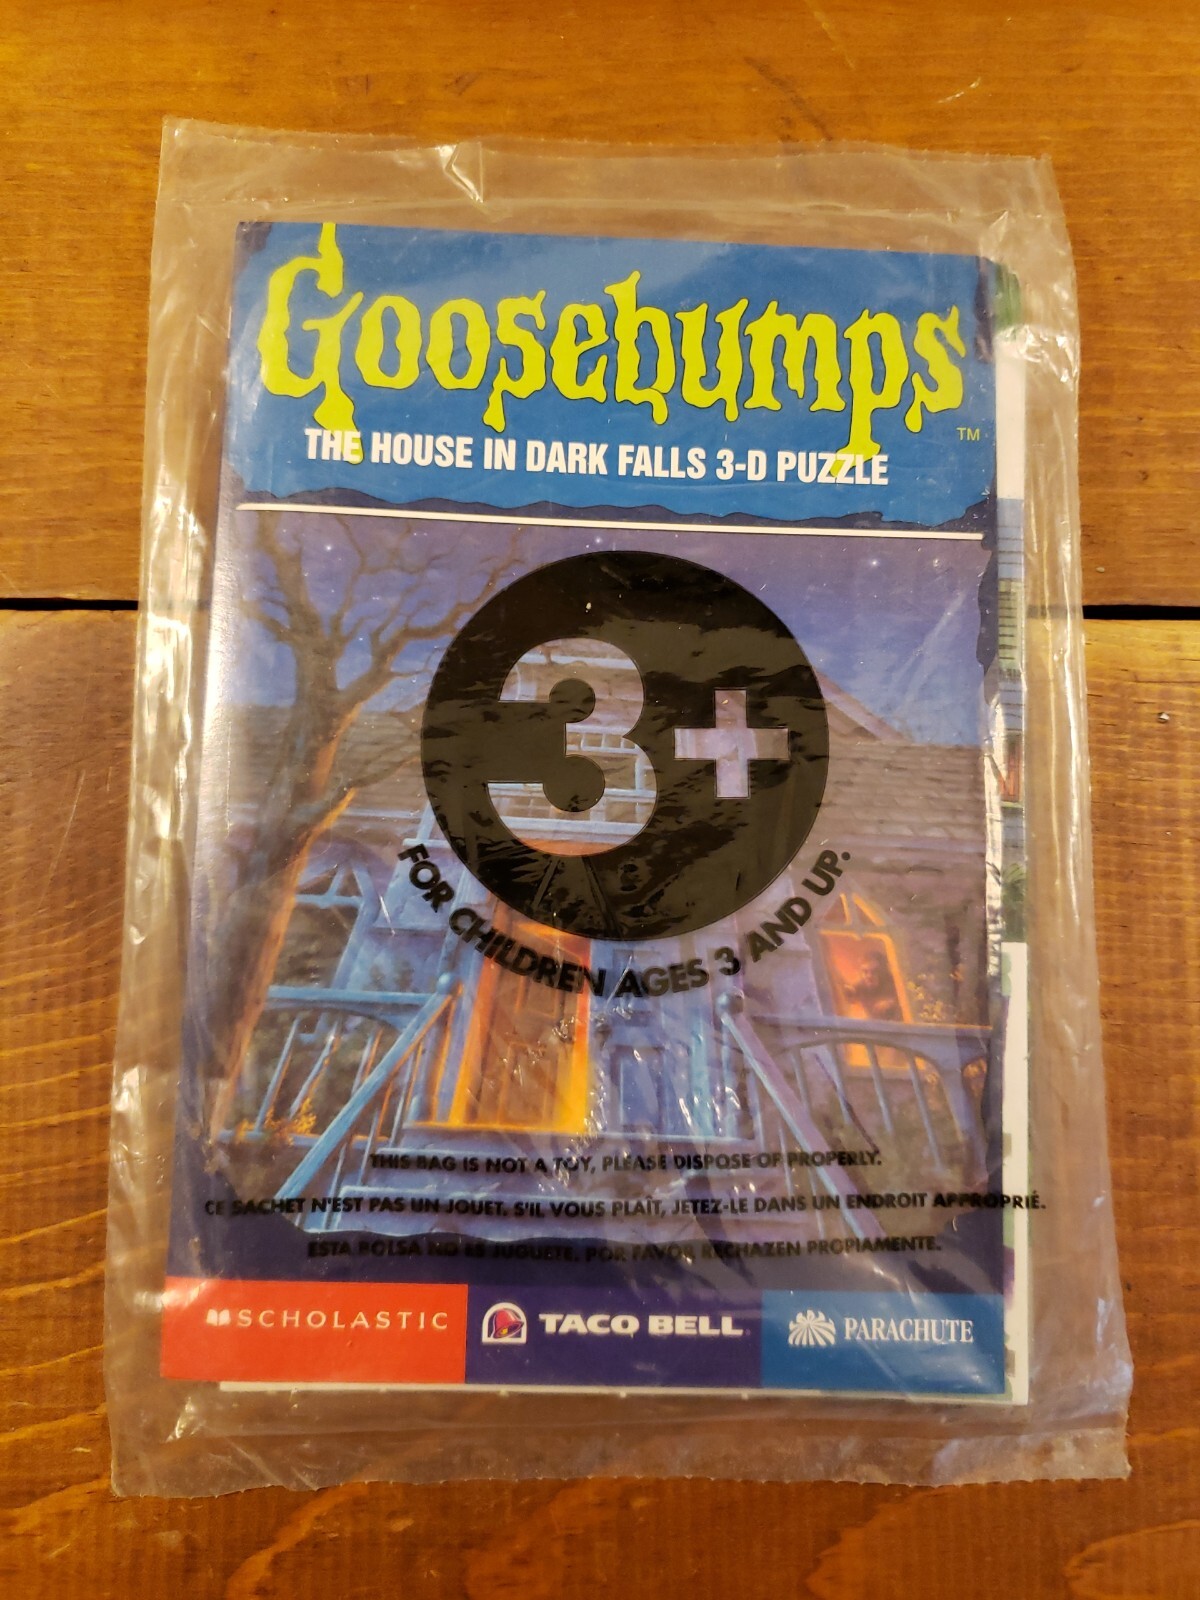 Goosebumps
TM
THE HOUSE IN DARK FALLS 3-D PUZZLE
3+
FOR CHILDREN AGES 3 AND UP.
THIS BAG IS NOT A TOY, PLEASE DISPOSE OF PROPERLY.
CE SACHET N'EST PAS UN JOUET. S'IL VOUS PLAÎT, JETEZ-LE DANS UN ENDROIT APPROPRIÉ.
ESTA BOLSA NO ES JUGUETE. POR FAVOR RECHAZEN PROPIAMENTE.
SCHOLASTIC TACO BELL PARACHUTE